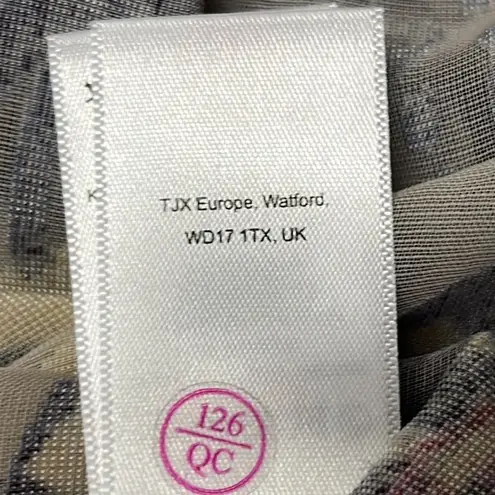 TJX Europe, Watford,
WD17 1TX, UK
126
QC